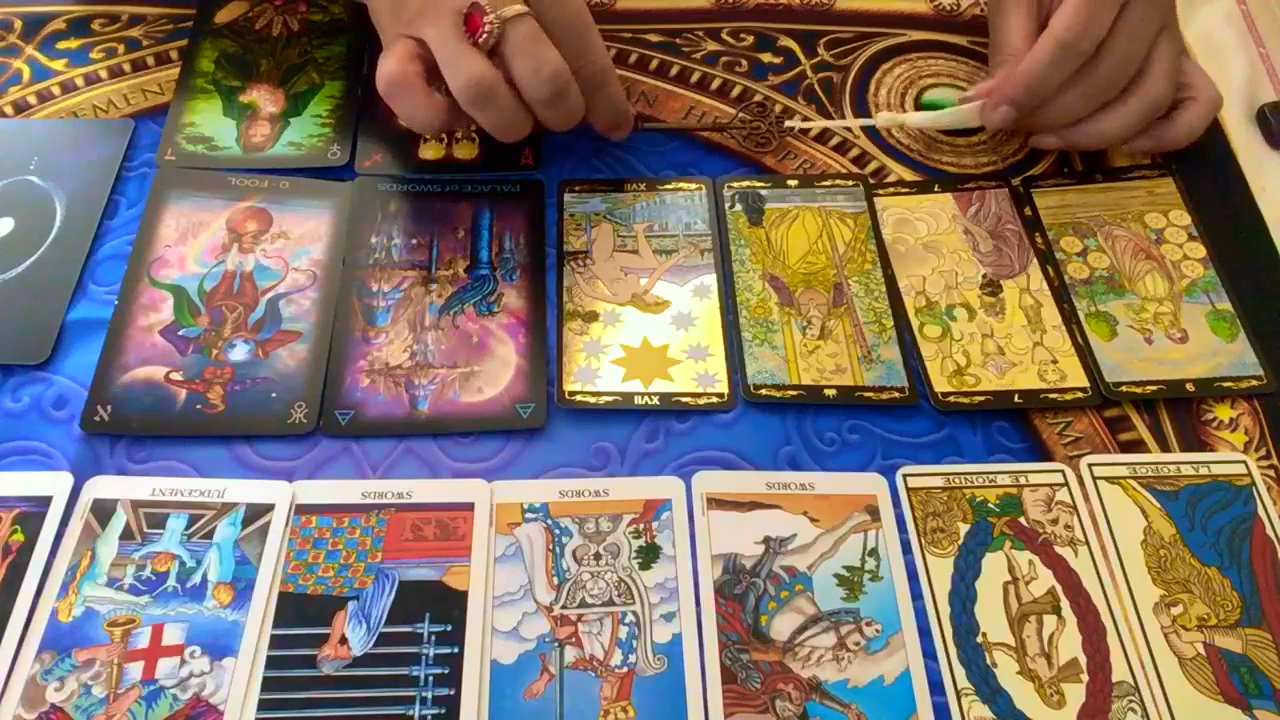 0 · FOOL
PALACE of SWORDS
XVII
7
XVII
7
9
JUDGEMENT
SWORDS
SWORDS
SWORDS
LE · MONDE
LA · FORCE